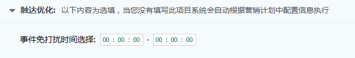 触达优化: 以下内容为选填，当您没有填写此项目系统会自动根据营销计划中配置信息执行
事件免打扰时间选择: 00 : 00 : 00 - 00 : 00 : 00